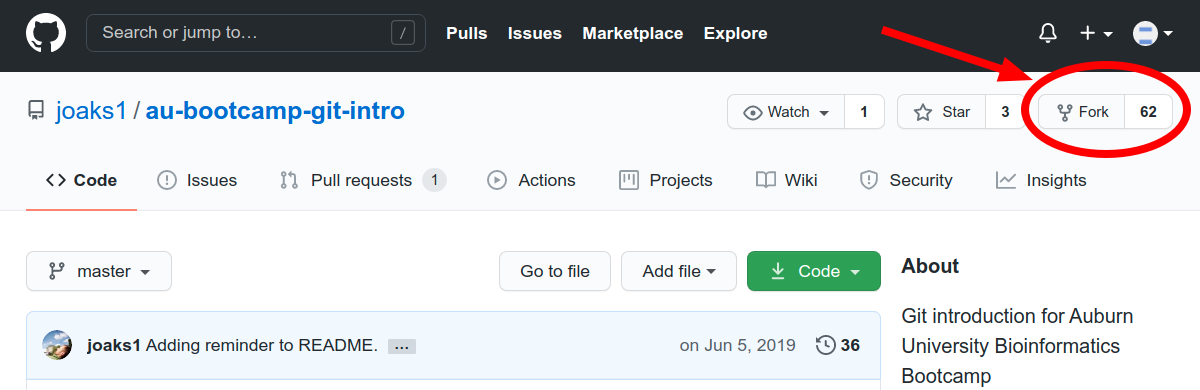 Search or jump to… / Pulls Issues Marketplace Explore
joaks1 / au-bootcamp-git-intro Watch 1 Star 3 Fork 62
Code Issues Pull requests 1 Actions Projects Wiki Security Insights
master Go to file Add file Code
About
joaks1 Adding reminder to README. ... on Jun 5, 2019 36
Git introduction for Auburn
University Bioinformatics
Bootcamp